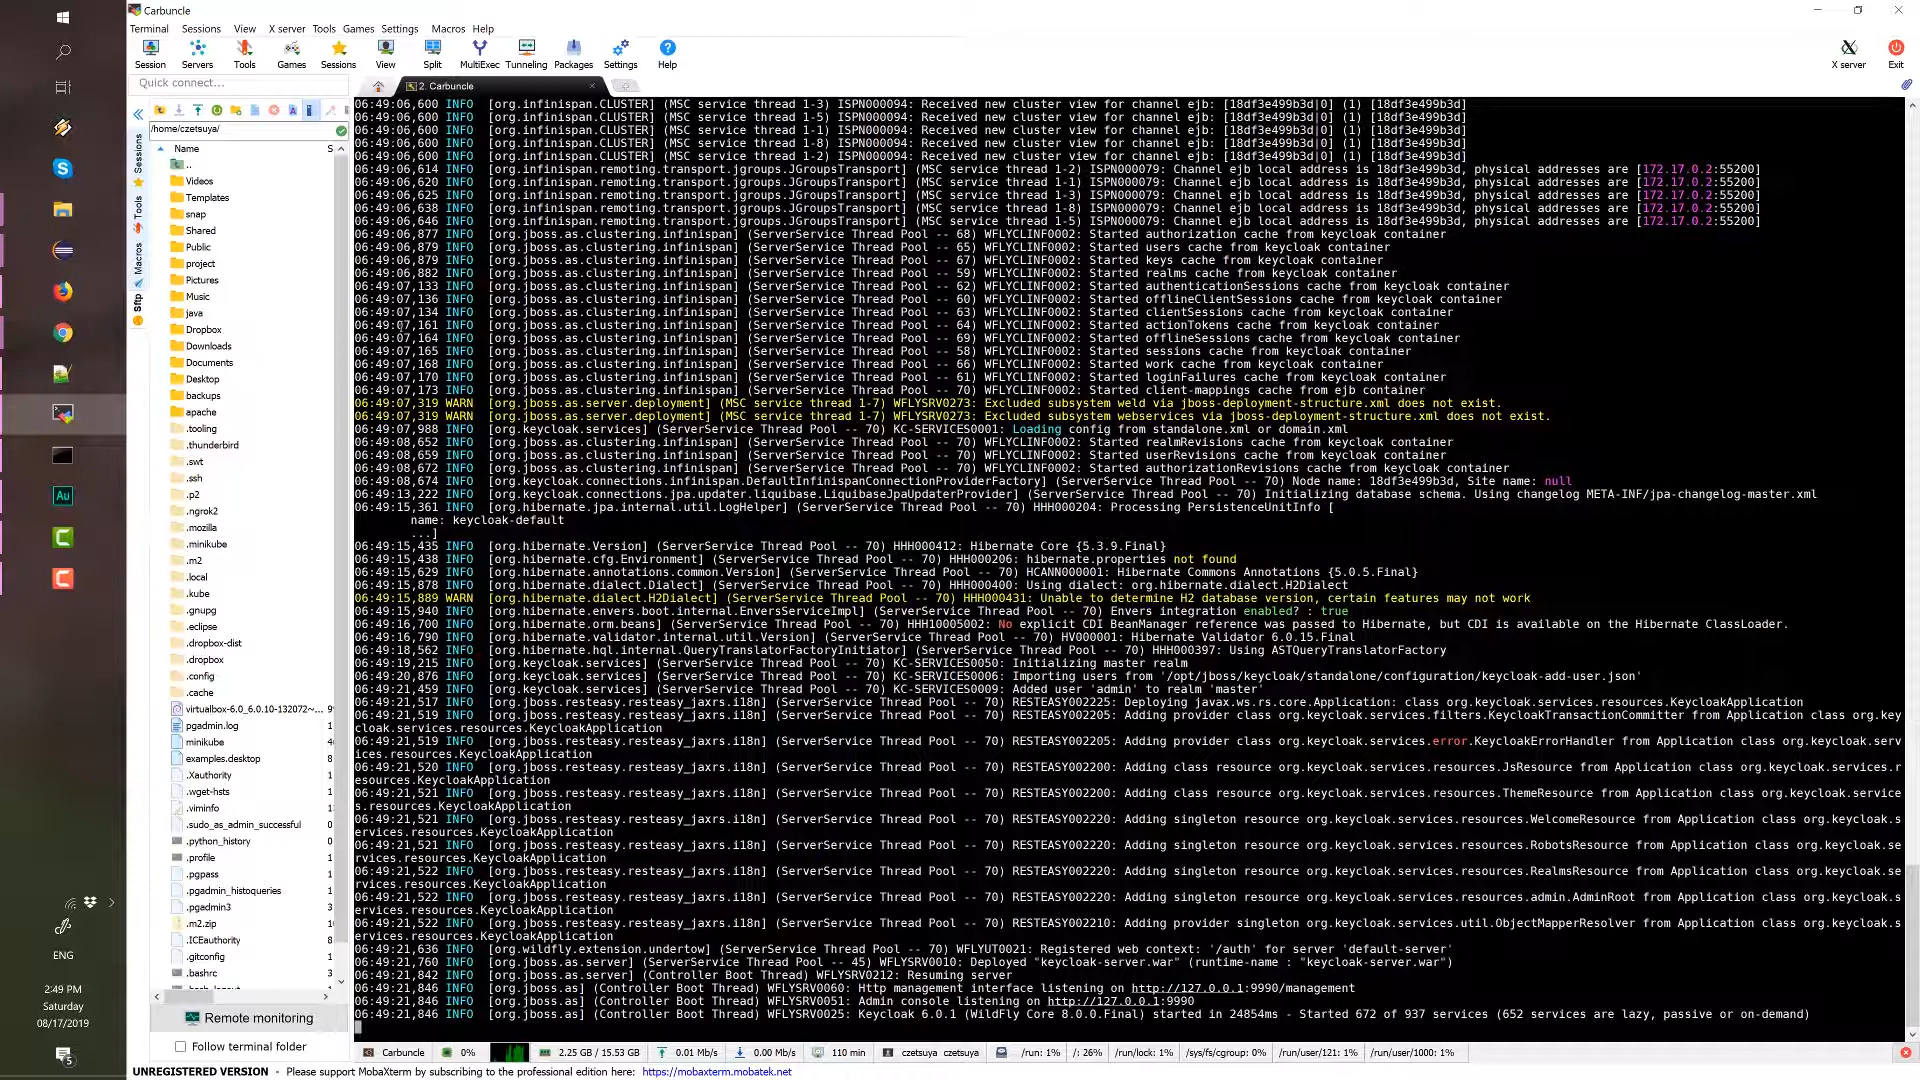 Carbuncle
Terminal Sessions View X server Tools Games Settings Macros Help
Session Servers Tools Games Sessions View Split MultiExec Tunneling Packages Settings Help X server Exit
Quick connect...
2. Carbuncle
/home/czetsuya/
Name S
..
Videos
Templates
snap
Shared
Public
project
Pictures
Music
java
Dropbox
Downloads
Documents
Desktop
backups
apache
.tooling
.thunderbird
.swt
.ssh
.p2
.ngrok2
.mozilla
.minikube
.m2
.local
.kube
.gnupg
.eclipse
.dropbox-dist
.dropbox
.config
.cache
virtualbox-6.0_6.0.10-132072~...
pgadmin.log
minikube
examples.desktop
.Xauthority
.wget-hsts
.viminfo
.sudo_as_admin_successful
.python_history
.profile
.pgpass
.pgadmin_histoqueries
.pgadmin3
.m2.zip
.ICEauthority
.gitconfig
.bashrc
Sessions
Tools
Macros
Sftp
Remote monitoring
Follow terminal folder
06:49:06,600 INFO [org.infinispan.CLUSTER] (MSC service thread 1-3) ISPN000094: Received new cluster view for channel ejb: [18df3e499b3d|0] (1) [18df3e499b3d]
06:49:06,600 INFO [org.infinispan.CLUSTER] (MSC service thread 1-5) ISPN000094: Received new cluster view for channel ejb: [18df3e499b3d|0] (1) [18df3e499b3d]
06:49:06,600 INFO [org.infinispan.CLUSTER] (MSC service thread 1-1) ISPN000094: Received new cluster view for channel ejb: [18df3e499b3d|0] (1) [18df3e499b3d]
06:49:06,600 INFO [org.infinispan.CLUSTER] (MSC service thread 1-8) ISPN000094: Received new cluster view for channel ejb: [18df3e499b3d|0] (1) [18df3e499b3d]
06:49:06,600 INFO [org.infinispan.CLUSTER] (MSC service thread 1-2) ISPN000094: Received new cluster view for channel ejb: [18df3e499b3d|0] (1) [18df3e499b3d]
06:49:06,614 INFO [org.infinispan.remoting.transport.jgroups.JGroupsTransport] (MSC service thread 1-2) ISPN000079: Channel ejb local address is 18df3e499b3d, physical addresses are [172.17.0.2:55200]
06:49:06,620 INFO [org.infinispan.remoting.transport.jgroups.JGroupsTransport] (MSC service thread 1-1) ISPN000079: Channel ejb local address is 18df3e499b3d, physical addresses are [172.17.0.2:55200]
06:49:06,625 INFO [org.infinispan.remoting.transport.jgroups.JGroupsTransport] (MSC service thread 1-3) ISPN000079: Channel ejb local address is 18df3e499b3d, physical addresses are [172.17.0.2:55200]
06:49:06,638 INFO [org.infinispan.remoting.transport.jgroups.JGroupsTransport] (MSC service thread 1-8) ISPN000079: Channel ejb local address is 18df3e499b3d, physical addresses are [172.17.0.2:55200]
06:49:06,646 INFO [org.infinispan.remoting.transport.jgroups.JGroupsTransport] (MSC service thread 1-5) ISPN000079: Channel ejb local address is 18df3e499b3d, physical addresses are [172.17.0.2:55200]
06:49:06,877 INFO [org.jboss.as.clustering.infinispan] (ServerService Thread Pool -- 68) WFLYCLINF0002: Started authorization cache from keycloak container
06:49:06,879 INFO [org.jboss.as.clustering.infinispan] (ServerService Thread Pool -- 65) WFLYCLINF0002: Started users cache from keycloak container
06:49:06,879 INFO [org.jboss.as.clustering.infinispan] (ServerService Thread Pool -- 67) WFLYCLINF0002: Started keys cache from keycloak container
06:49:06,882 INFO [org.jboss.as.clustering.infinispan] (ServerService Thread Pool -- 59) WFLYCLINF0002: Started realms cache from keycloak container
06:49:07,133 INFO [org.jboss.as.clustering.infinispan] (ServerService Thread Pool -- 62) WFLYCLINF0002: Started authenticationSessions cache from keycloak container
06:49:07,136 INFO [org.jboss.as.clustering.infinispan] (ServerService Thread Pool -- 60) WFLYCLINF0002: Started offlineClientSessions cache from keycloak container
06:49:07,134 INFO [org.jboss.as.clustering.infinispan] (ServerService Thread Pool -- 63) WFLYCLINF0002: Started clientSessions cache from keycloak container
06:49:07,161 INFO [org.jboss.as.clustering.infinispan] (ServerService Thread Pool -- 64) WFLYCLINF0002: Started actionTokens cache from keycloak container
06:49:07,164 INFO [org.jboss.as.clustering.infinispan] (ServerService Thread Pool -- 69) WFLYCLINF0002: Started offlineSessions cache from keycloak container
06:49:07,165 INFO [org.jboss.as.clustering.infinispan] (ServerService Thread Pool -- 58) WFLYCLINF0002: Started sessions cache from keycloak container
06:49:07,168 INFO [org.jboss.as.clustering.infinispan] (ServerService Thread Pool -- 66) WFLYCLINF0002: Started work cache from keycloak container
06:49:07,170 INFO [org.jboss.as.clustering.infinispan] (ServerService Thread Pool -- 61) WFLYCLINF0002: Started loginFailures cache from keycloak container
06:49:07,173 INFO [org.jboss.as.clustering.infinispan] (ServerService Thread Pool -- 70) WFLYCLINF0002: Started client-mappings cache from ejb container
06:49:07,319 WARN [org.jboss.as.server.deployment] (MSC service thread 1-7) WFLYSRV0273: Excluded subsystem weld via jboss-deployment-structure.xml does not exist.
06:49:07,319 WARN [org.jboss.as.server.deployment] (MSC service thread 1-7) WFLYSRV0273: Excluded subsystem webservices via jboss-deployment-structure.xml does not exist.
06:49:07,988 INFO [org.keycloak.services] (ServerService Thread Pool -- 70) KC-SERVICES0001: Loading config from standalone.xml or domain.xml
06:49:08,652 INFO [org.jboss.as.clustering.infinispan] (ServerService Thread Pool -- 70) WFLYCLINF0002: Started realmRevisions cache from keycloak container
06:49:08,659 INFO [org.jboss.as.clustering.infinispan] (ServerService Thread Pool -- 70) WFLYCLINF0002: Started userRevisions cache from keycloak container
06:49:08,672 INFO [org.jboss.as.clustering.infinispan] (ServerService Thread Pool -- 70) WFLYCLINF0002: Started authorizationRevisions cache from keycloak container
06:49:08,674 INFO [org.keycloak.connections.infinispan.DefaultInfinispanConnectionProviderFactory] (ServerService Thread Pool -- 70) Node name: 18df3e499b3d, Site name: null
06:49:13,222 INFO [org.keycloak.connections.jpa.updater.liquibase.LiquibaseJpaUpdaterProvider] (ServerService Thread Pool -- 70) Initializing database schema. Using changelog META-INF/jpa-changelog-master.xml
06:49:15,361 INFO [org.hibernate.jpa.internal.util.LogHelper] (ServerService Thread Pool -- 70) HHH000204: Processing PersistenceUnitInfo [
name: keycloak-default
...]
06:49:15,435 INFO [org.hibernate.Version] (ServerService Thread Pool -- 70) HHH000412: Hibernate Core {5.3.9.Final}
06:49:15,438 INFO [org.hibernate.cfg.Environment] (ServerService Thread Pool -- 70) HHH000206: hibernate.properties not found
06:49:15,629 INFO [org.hibernate.annotations.common.Version] (ServerService Thread Pool -- 70) HCANN000001: Hibernate Commons Annotations {5.0.5.Final}
06:49:15,878 INFO [org.hibernate.dialect.Dialect] (ServerService Thread Pool -- 70) HHH000400: Using dialect: org.hibernate.dialect.H2Dialect
06:49:15,889 WARN [org.hibernate.dialect.H2Dialect] (ServerService Thread Pool -- 70) HHH000431: Unable to determine H2 database version, certain features may not work
06:49:15,940 INFO [org.hibernate.envers.boot.internal.EnversServiceImpl] (ServerService Thread Pool -- 70) Envers integration enabled? : true
06:49:16,700 INFO [org.hibernate.orm.beans] (ServerService Thread Pool -- 70) HHH10005002: No explicit CDI BeanManager reference was passed to Hibernate, but CDI is available on the Hibernate ClassLoader.
06:49:16,790 INFO [org.hibernate.validator.internal.util.Version] (ServerService Thread Pool -- 70) HV000001: Hibernate Validator 6.0.15.Final
06:49:18,562 INFO [org.hibernate.hql.internal.QueryTranslatorFactoryInitiator] (ServerService Thread Pool -- 70) HHH000397: Using ASTQueryTranslatorFactory
06:49:19,215 INFO [org.keycloak.services] (ServerService Thread Pool -- 70) KC-SERVICES0050: Initializing master realm
06:49:20,876 INFO [org.keycloak.services] (ServerService Thread Pool -- 70) KC-SERVICES0006: Importing users from '/opt/jboss/keycloak/standalone/configuration/keycloak-add-user.json'
06:49:21,459 INFO [org.keycloak.services] (ServerService Thread Pool -- 70) KC-SERVICES0009: Added user 'admin' to realm 'master'
06:49:21,517 INFO [org.jboss.resteasy.resteasy_jaxrs.i18n] (ServerService Thread Pool -- 70) RESTEASY002225: Deploying javax.ws.rs.core.Application: class org.keycloak.services.resources.KeycloakApplication
06:49:21,519 INFO [org.jboss.resteasy.resteasy_jaxrs.i18n] (ServerService Thread Pool -- 70) RESTEASY002205: Adding provider class org.keycloak.services.filters.KeycloakTransactionCommitter from Application class org.key
cloak.services.resources.KeycloakApplication
06:49:21,519 INFO [org.jboss.resteasy.resteasy_jaxrs.i18n] (ServerService Thread Pool -- 70) RESTEASY002205: Adding provider class org.keycloak.services.error.KeycloakErrorHandler from Application class org.keycloak.serv
ices.resources.KeycloakApplication
06:49:21,520 INFO [org.jboss.resteasy.resteasy_jaxrs.i18n] (ServerService Thread Pool -- 70) RESTEASY002200: Adding class resource org.keycloak.services.resources.JsResource from Application class org.keycloak.services.r
esources.KeycloakApplication
06:49:21,521 INFO [org.jboss.resteasy.resteasy_jaxrs.i18n] (ServerService Thread Pool -- 70) RESTEASY002200: Adding class resource org.keycloak.services.resources.ThemeResource from Application class org.keycloak.service
s.resources.KeycloakApplication
06:49:21,521 INFO [org.jboss.resteasy.resteasy_jaxrs.i18n] (ServerService Thread Pool -- 70) RESTEASY002220: Adding singleton resource org.keycloak.services.resources.WelcomeResource from Application class org.keycloak.s
ervices.resources.KeycloakApplication
06:49:21,521 INFO [org.jboss.resteasy.resteasy_jaxrs.i18n] (ServerService Thread Pool -- 70) RESTEASY002220: Adding singleton resource org.keycloak.services.resources.RobotsResource from Application class org.keycloak.se
rvices.resources.KeycloakApplication
06:49:21,522 INFO [org.jboss.resteasy.resteasy_jaxrs.i18n] (ServerService Thread Pool -- 70) RESTEASY002220: Adding singleton resource org.keycloak.services.resources.RealmsResource from Application class org.keycloak.se
rvices.resources.KeycloakApplication
06:49:21,522 INFO [org.jboss.resteasy.resteasy_jaxrs.i18n] (ServerService Thread Pool -- 70) RESTEASY002220: Adding singleton resource org.keycloak.services.resources.admin.AdminRoot from Application class org.keycloak.s
ervices.resources.KeycloakApplication
06:49:21,522 INFO [org.jboss.resteasy.resteasy_jaxrs.i18n] (ServerService Thread Pool -- 70) RESTEASY002210: Adding provider singleton org.keycloak.services.util.ObjectMapperResolver from Application class org.keycloak.s
ervices.resources.KeycloakApplication
06:49:21,636 INFO [org.wildfly.extension.undertow] (ServerService Thread Pool -- 70) WFLYUT0021: Registered web context: '/auth' for server 'default-server'
06:49:21,760 INFO [org.jboss.as.server] (ServerService Thread Pool -- 45) WFLYSRV0010: Deployed "keycloak-server.war" (runtime-name : "keycloak-server.war")
06:49:21,842 INFO [org.jboss.as.server] (Controller Boot Thread) WFLYSRV0212: Resuming server
06:49:21,846 INFO [org.jboss.as] (Controller Boot Thread) WFLYSRV0060: Http management interface listening on http://127.0.0.1:9990/management
06:49:21,846 INFO [org.jboss.as] (Controller Boot Thread) WFLYSRV0051: Admin console listening on http://127.0.0.1:9990
06:49:21,846 INFO [org.jboss.as] (Controller Boot Thread) WFLYSRV0025: Keycloak 6.0.1 (WildFly Core 8.0.0.Final) started in 24854ms - Started 672 of 937 services (652 services are lazy, passive or on-demand)
Carbuncle 0% 2.25 GB / 15.53 GB 0.01 Mb/s 0.00 Mb/s 110 min czetsuya czetsuya /run: 1% /: 26% /run/lock: 1% /sys/fs/cgroup: 0% /run/user/121: 1% /run/user/1000: 1%
UNREGISTERED VERSION - Please support MobaXterm by subscribing to the professional edition here: https://mobaxterm.mobatek.net
Au
ENG
2:49 PM
Saturday
08/17/2019
5